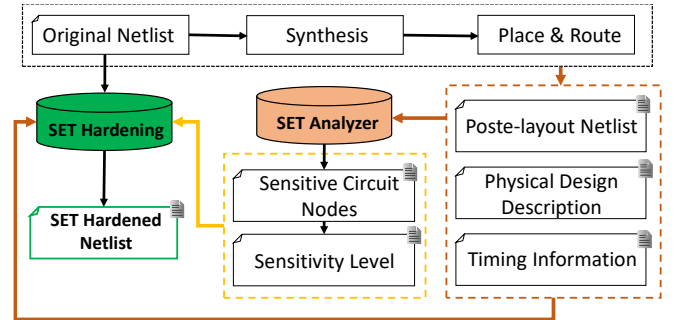 Original Netlist
Synthesis
Place & Route
SET Hardening
SET Analyzer
Poste-layout Netlist
Sensitive Circuit
Nodes
Physical Design
Description
SET Hardened
Netlist
Sensitivity Level
Timing Information